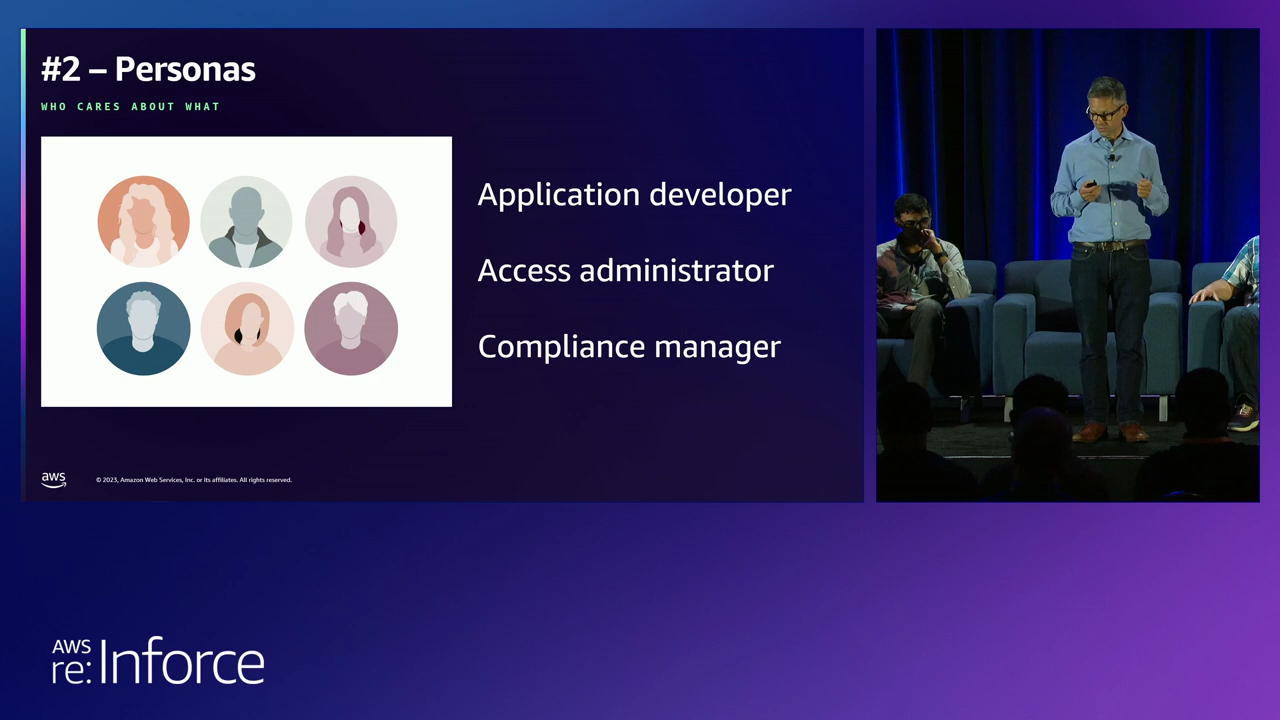 #2 – Personas
WHO CARES ABOUT WHAT
Application developer
Access administrator
Compliance manager
aws
© 2023, Amazon Web Services, Inc. or its affiliates. All rights reserved.
AWS
re:Inforce